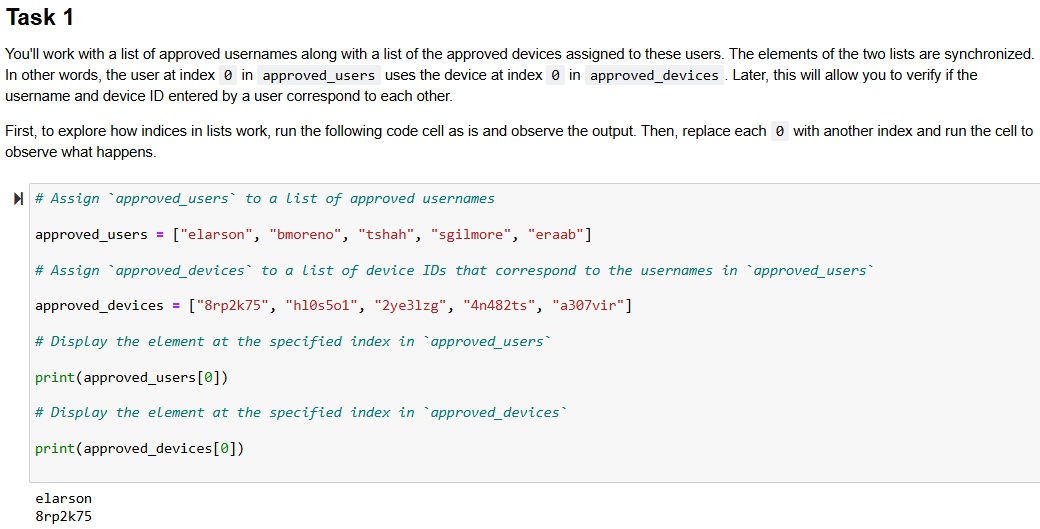 Task 1
You'll work with a list of approved usernames along with a list of the approved devices assigned to these users. The elements of the two lists are synchronized.
In other words, the user at index 0 in approved_users uses the device at index 0 in approved_devices . Later, this will allow you to verify if the
username and device ID entered by a user correspond to each other.
First, to explore how indices in lists work, run the following code cell as is and observe the output. Then, replace each 0 with another index and run the cell to
observe what happens.
# Assign `approved_users` to a list of approved usernames
approved_users = ["elarson", "bmoreno", "tshah", "sgilmore", "eraab"]
# Assign `approved_devices` to a list of device IDs that correspond to the usernames in `approved_users`
approved_devices = ["8rp2k75", "hl0s5o1", "2ye3lzg", "4n482ts", "a307vir"]
# Display the element at the specified index in `approved_users`
print(approved_users[0])
# Display the element at the specified index in `approved_devices`
print(approved_devices[0])
elarson
8rp2k75